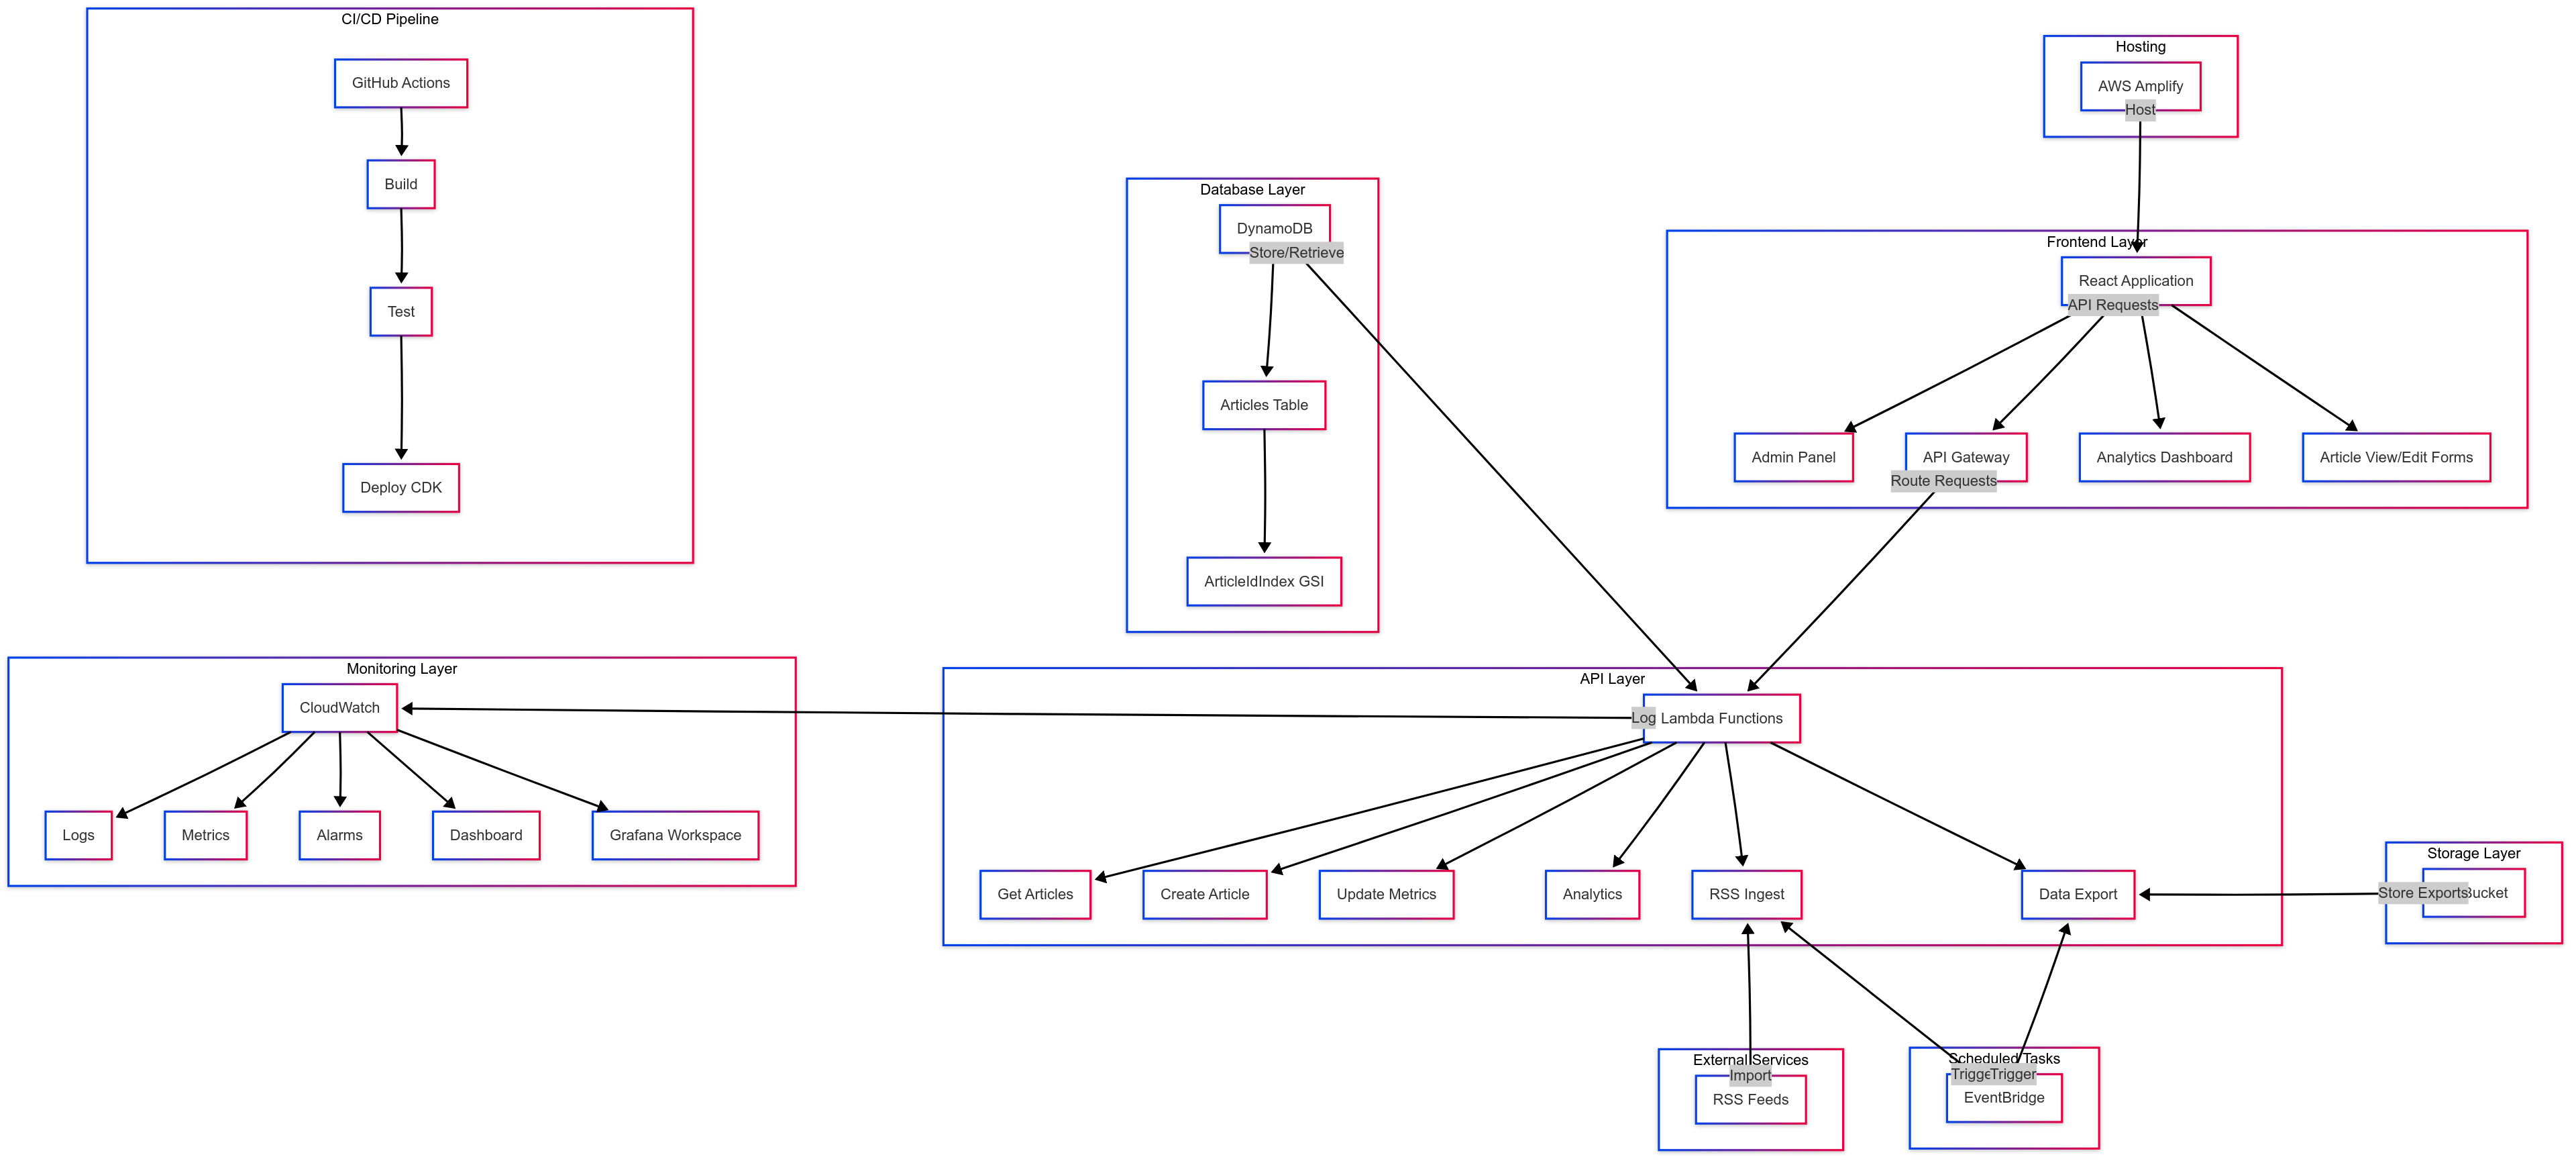 CI/CD Pipeline
GitHub Actions
Build
Test
Deploy CDK
Hosting
AWS Amplify
Host
Database Layer
DynamoDB
Store/Retrieve
Articles Table
ArticleIdIndex GSI
Frontend Layer
React Application
API Requests
Admin Panel
API Gateway
Route Requests
Analytics Dashboard
Article View/Edit Forms
Monitoring Layer
CloudWatch
Logs
Metrics
Alarms
Dashboard
Grafana Workspace
API Layer
Log
Lambda Functions
Get Articles
Create Article
Update Metrics
Analytics
RSS Ingest
Data Export
Storage Layer
Store Exports
External Services
Import
RSS Feeds
Scheduled Tasks
Trigger
EventBridge